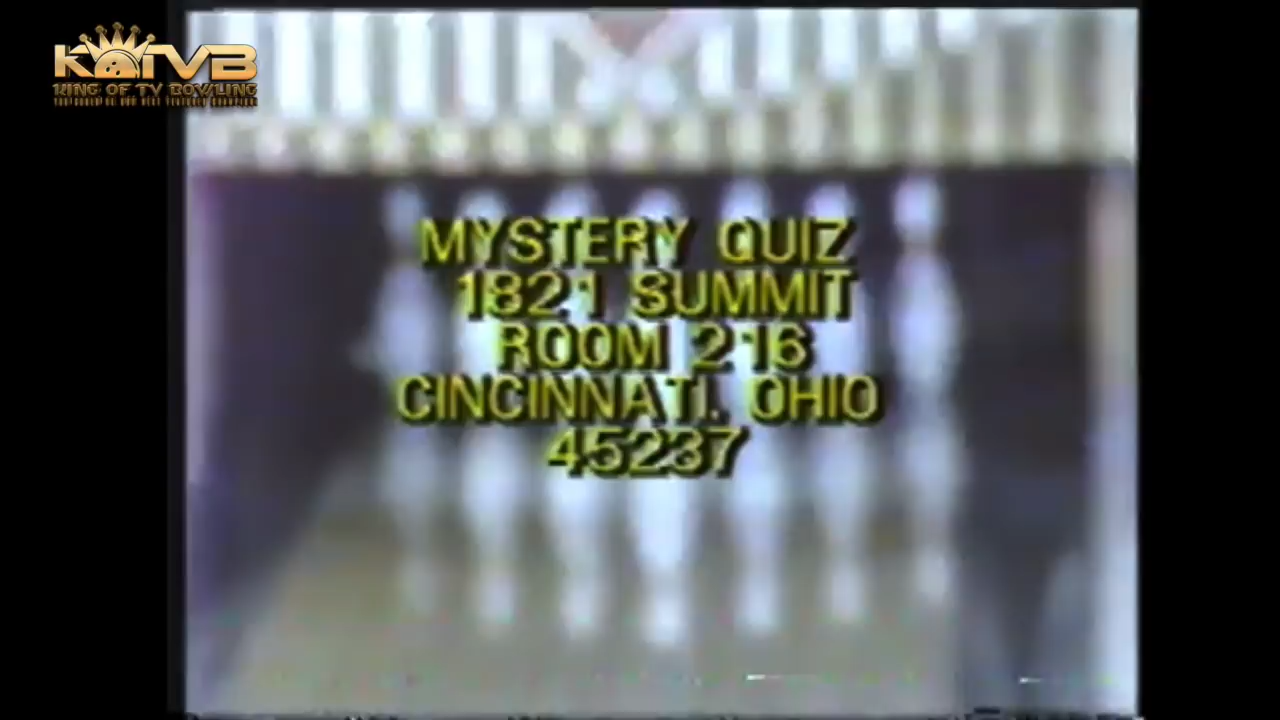 KOTVB
KING OF TV BOWLING
MYSTERY QUIZ
1821 SUMMIT
ROOM 216
CINCINNATI, OHIO
45237